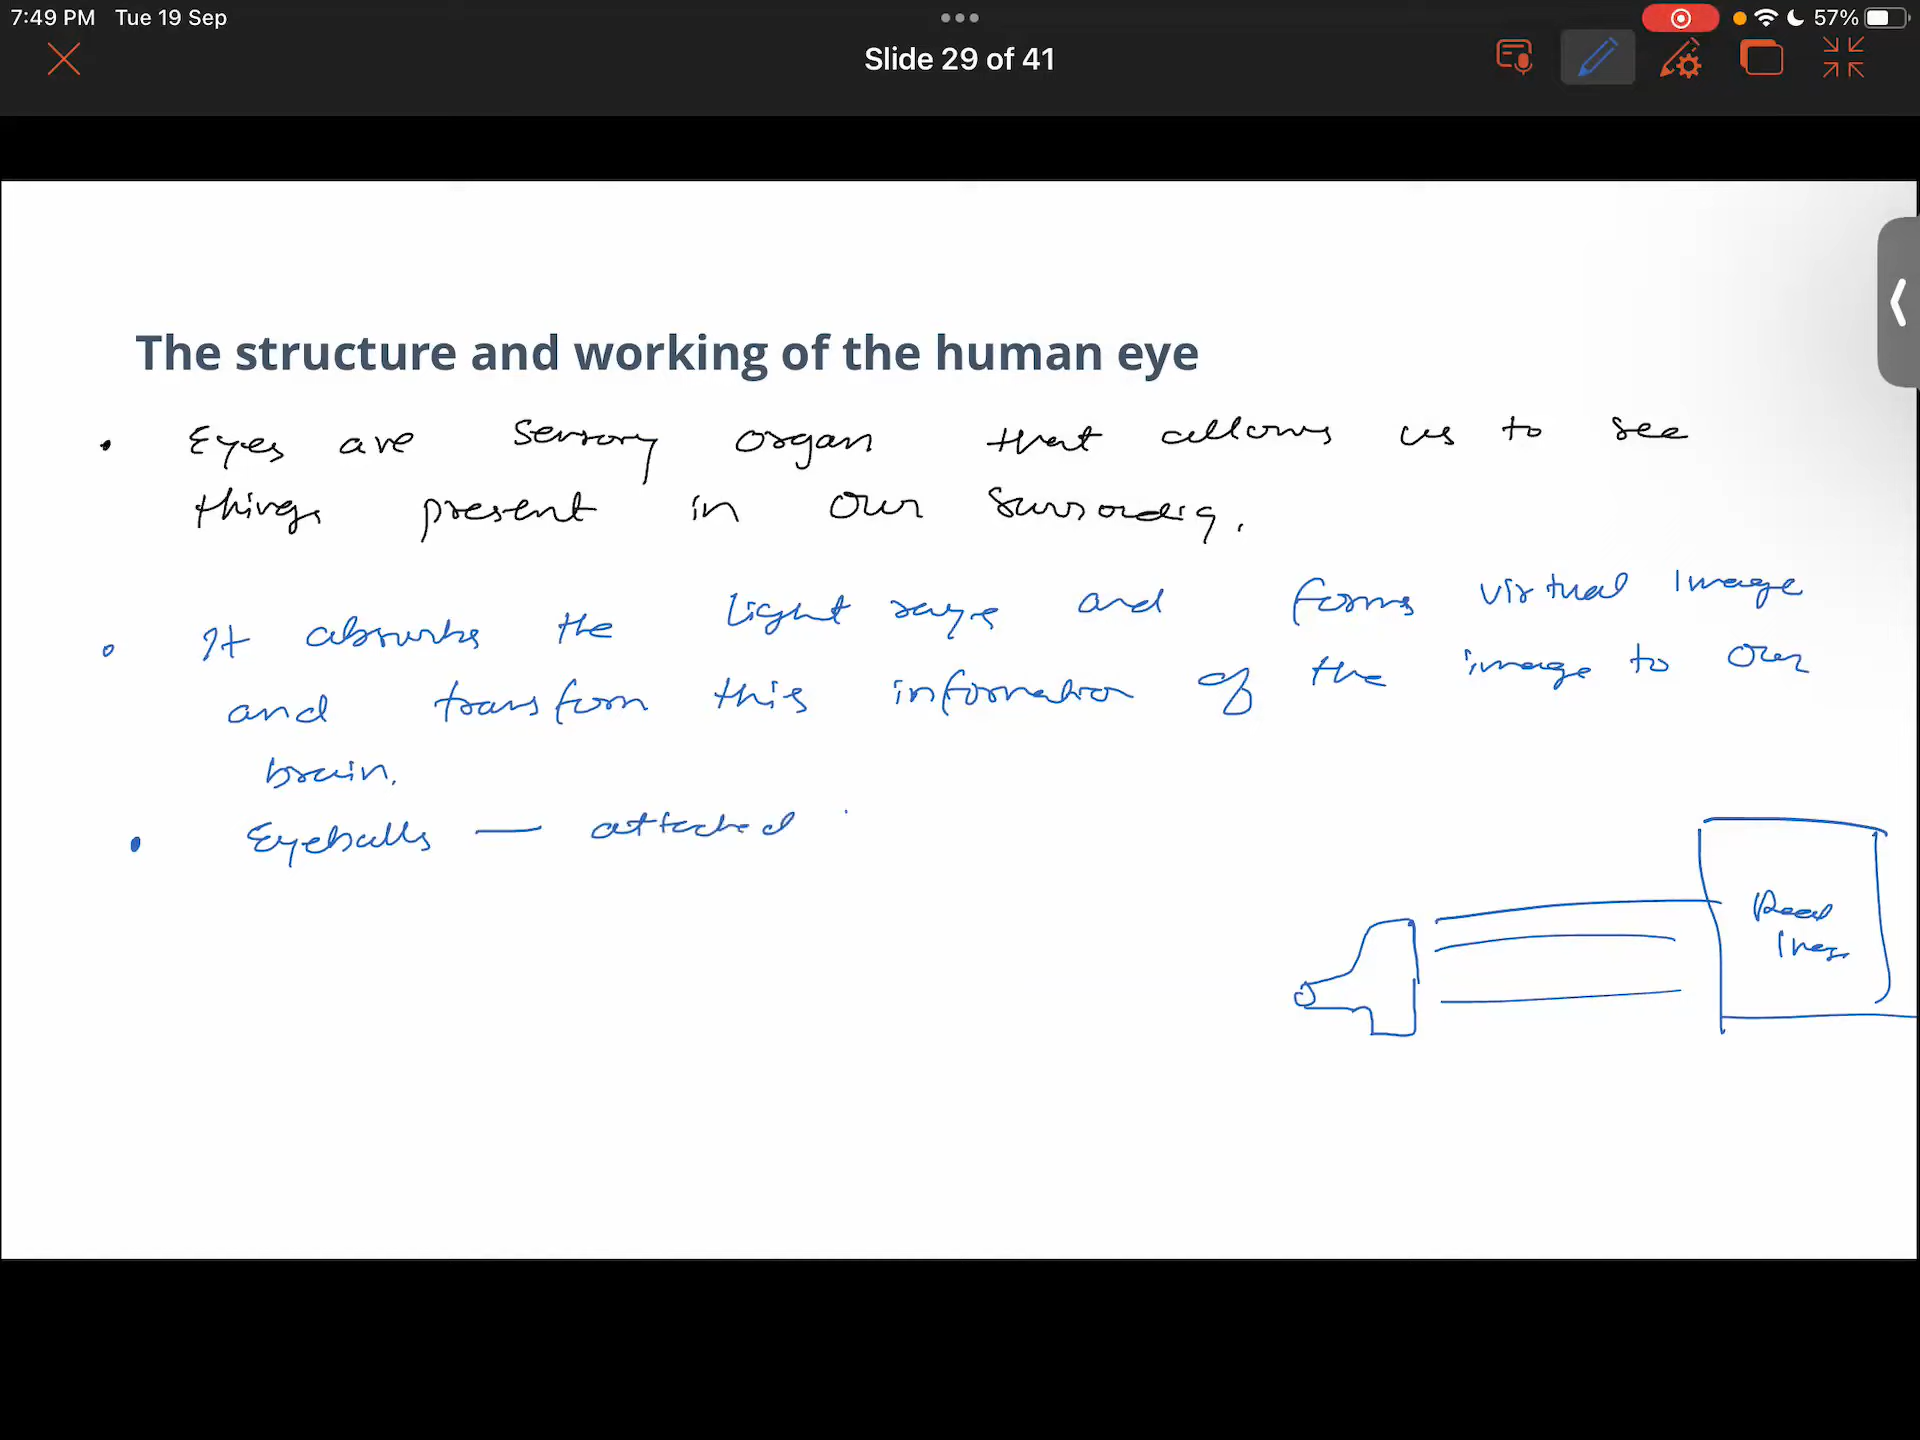 7:49 PM Tue 19 Sep
57%
Slide 29 of 41
The structure and working of the human eye
• Eyes are sensory organ that allows us to see
things present in our
• It absorbs the light rays and forms virtual image
and transform this information of the image to our
brain.
• Eyeballs — attached
Real